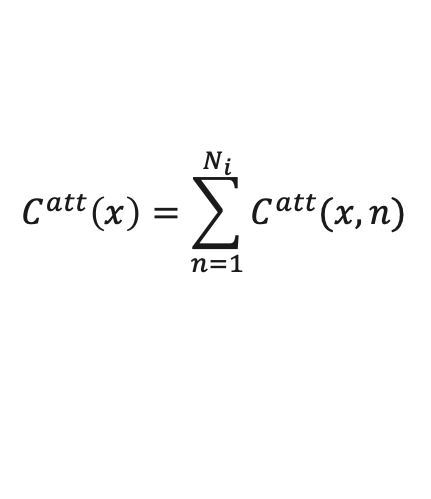 $C^{att}(x) = \sum_{n=1}^{N_i} C^{att}(x, n)$